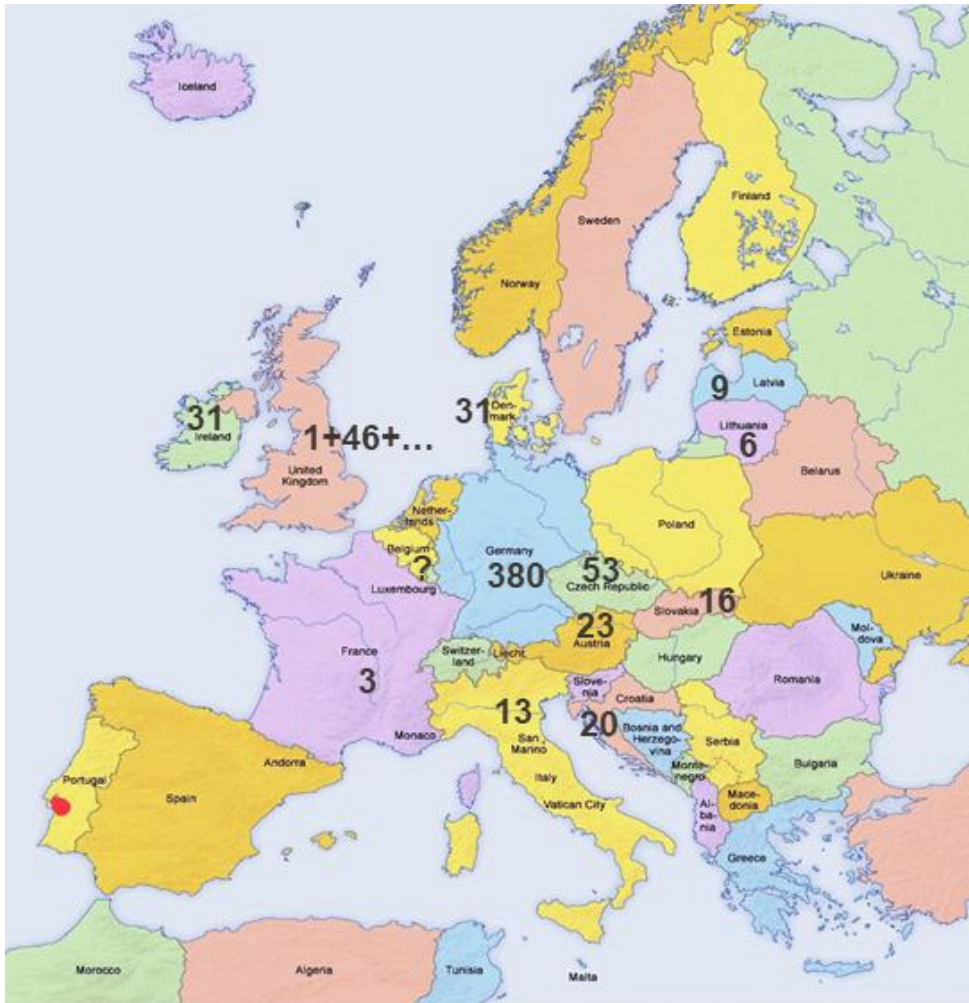 Iceland
Finland
Sweden
Norway
Estonia
9
Latvia
31
Den-
mark
31
Ireland
Lithuania
6
1+46+...
United
Kingdom
Belarus
Nether-
lands
Poland
Belgium
?
Germany
380
53
Czech Republic
Ukraine
Luxembourg
16
Slovakia
23
Austria
Mol-
dova
Switzer-
land
Liecht.
Hungary
France
3
Slove-
nia
Croatia
Romania
13
20
Monaco
San
Marino
Bosnia and
Herzego-
vina
Serbia
Andorra
Italy
Monte-
negro
Bulgaria
Portugal
Spain
Vatican City
Al-
ba-
nia
Mace-
donia
Greece
Morocco
Algeria
Tunisia
Malta